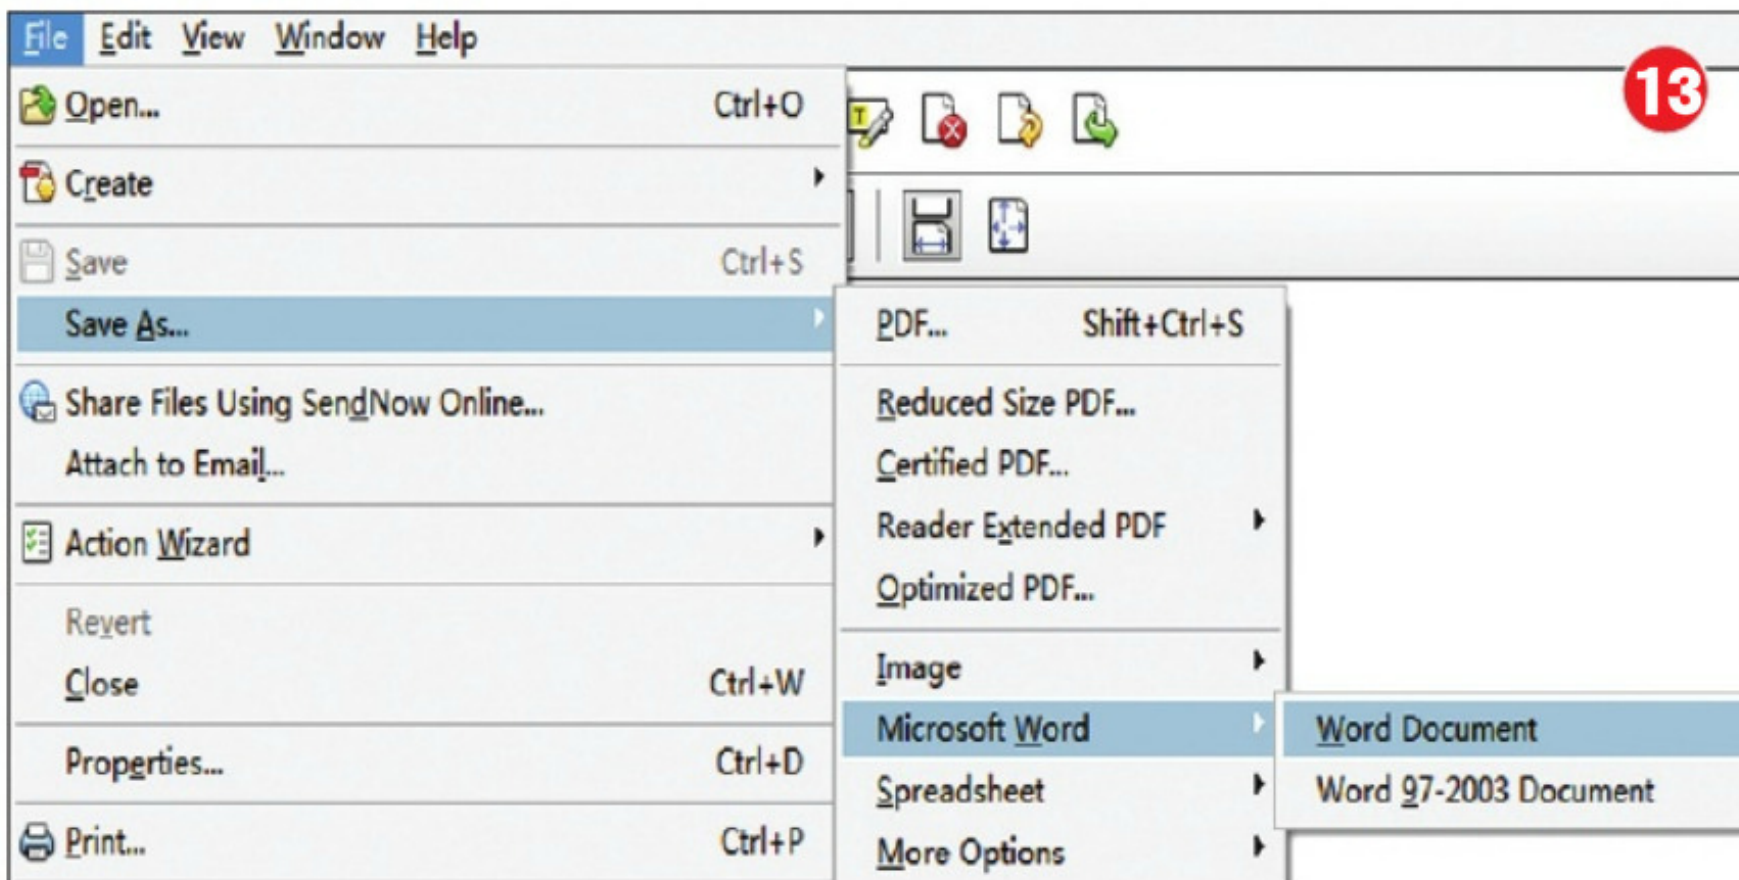 File Edit View Window Help
13
Open... Ctrl+O
T
Create
Save Ctrl+S
Save As...
PDF... Shift+Ctrl+S
Share Files Using SendNow Online...
Reduced Size PDF...
Attach to Email...
Certified PDF...
Action Wizard
Reader Extended PDF
Optimized PDF...
Revert
Image
Close Ctrl+W
Microsoft Word
Word Document
Properties... Ctrl+D
Spreadsheet
Word 97-2003 Document
Print... Ctrl+P
More Options